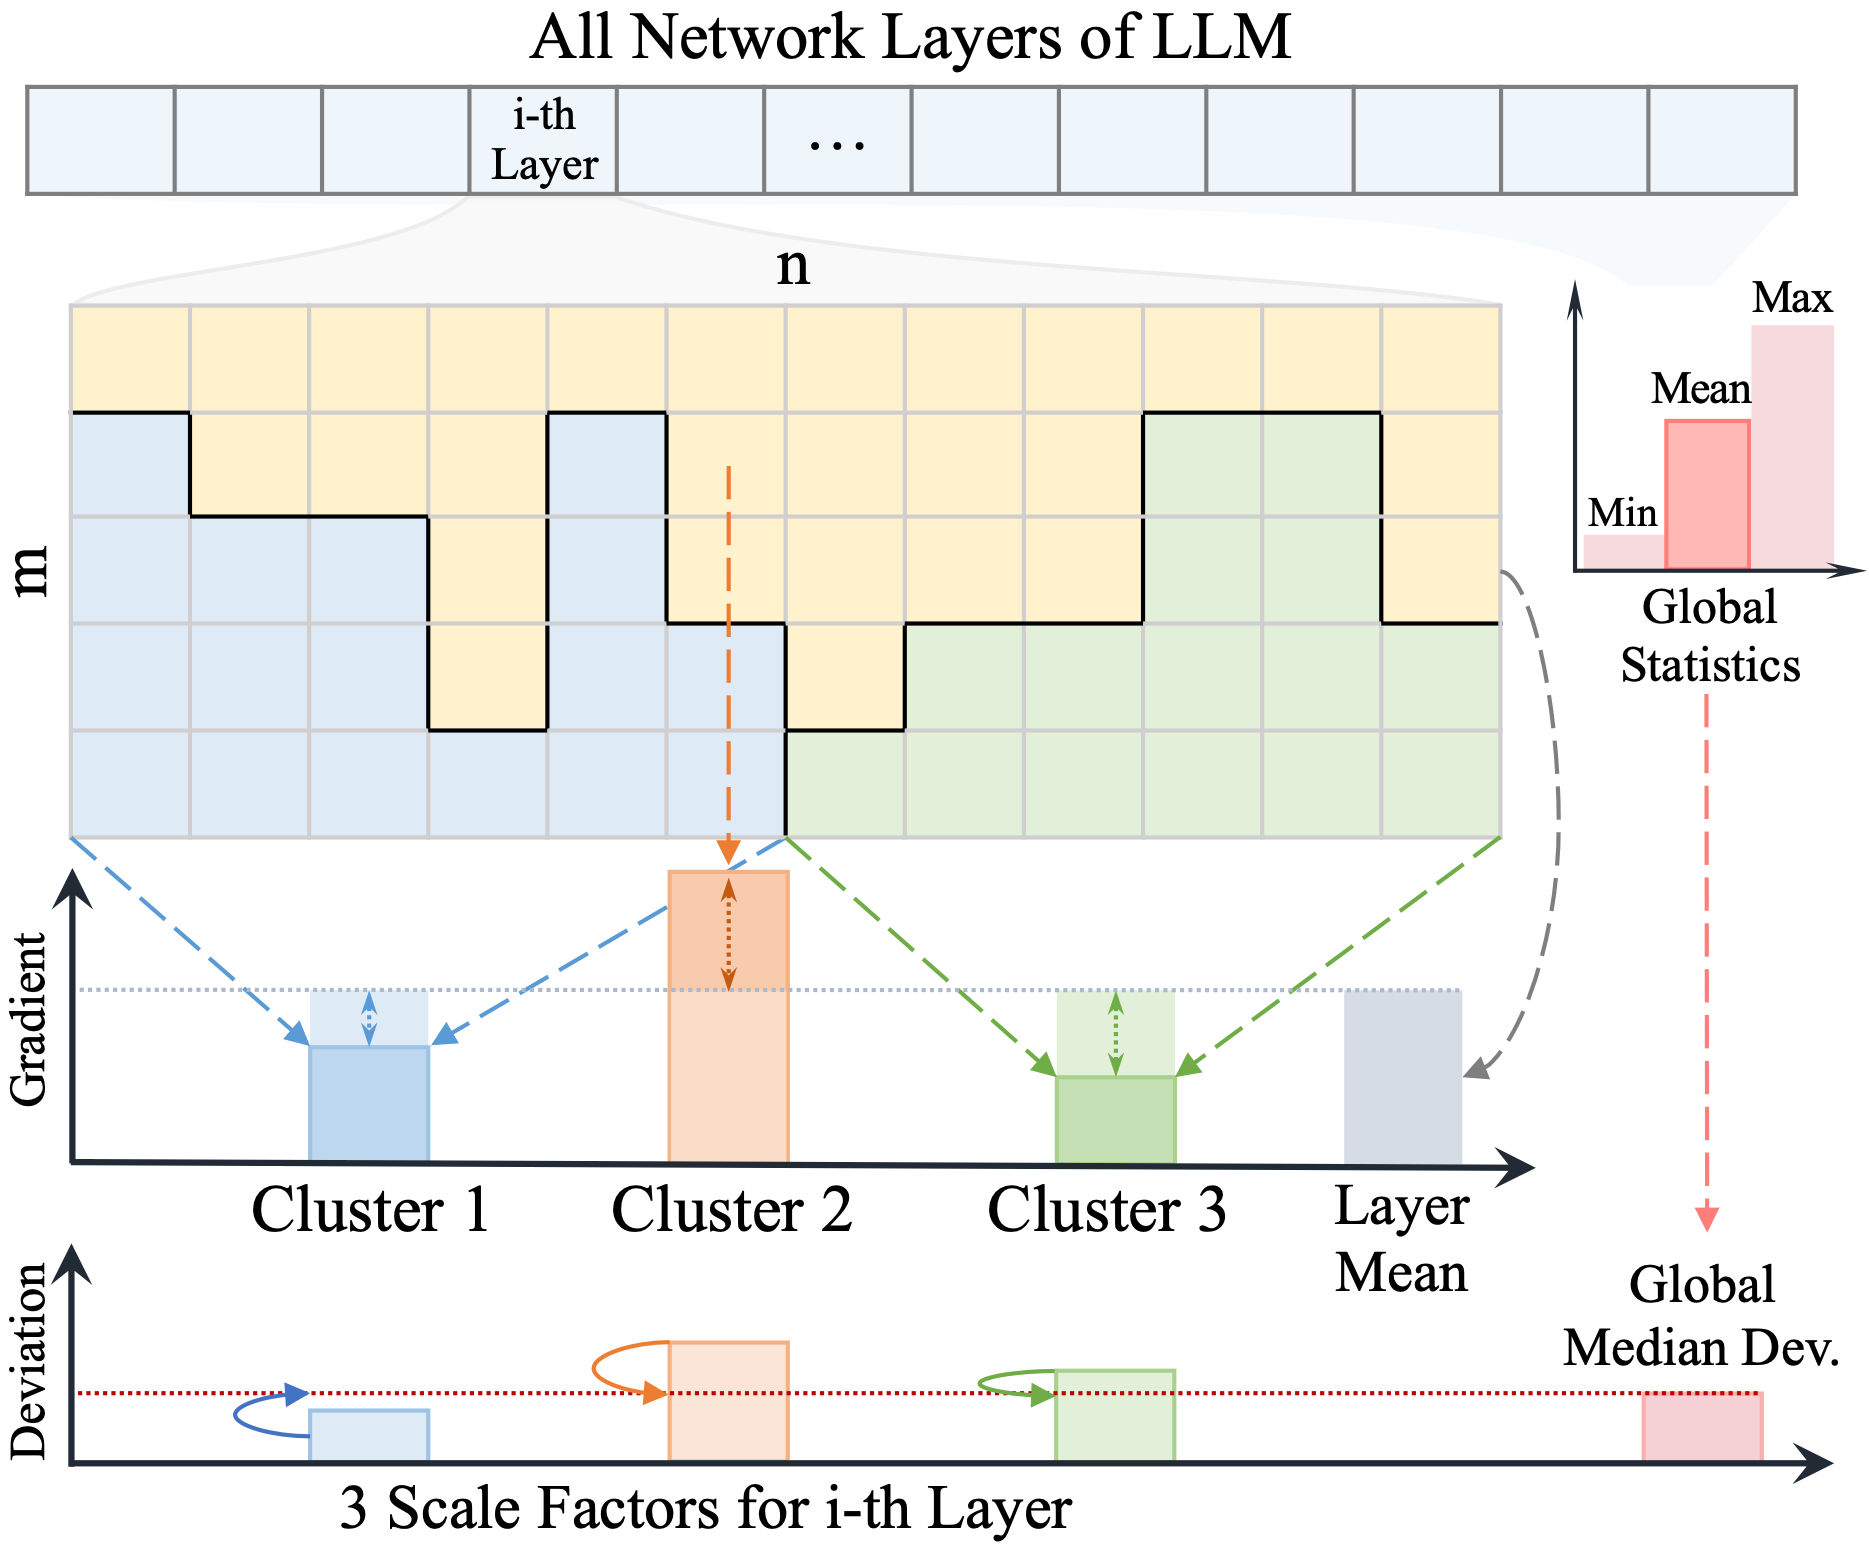 All Network Layers of LLM
i-th
Layer
...
n
m
Max
Mean
Min
Global
Statistics
Gradient
Cluster 1
Cluster 2
Cluster 3
Layer
Mean
Deviation
Global
Median Dev.
3 Scale Factors for i-th Layer